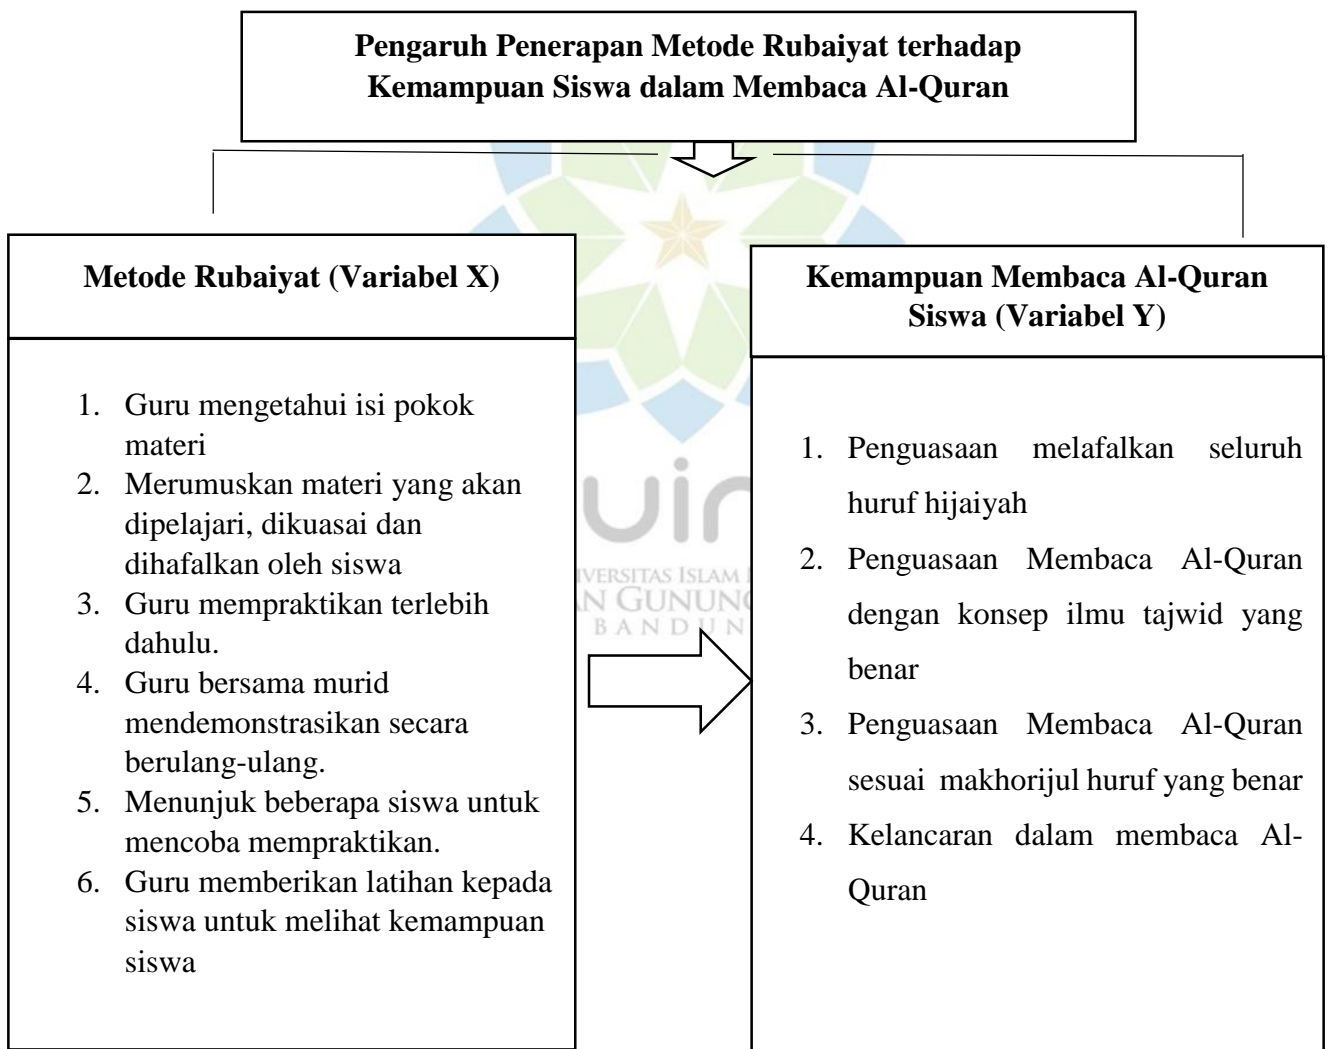 Pengaruh Penerapan Metode Rubaiyat terhadap
Kemampuan Siswa dalam Membaca Al-Quran
Metode Rubaiyat (Variabel X)
1. Guru mengetahui isi pokok
materi
2. Merumuskan materi yang akan
dipelajari, dikuasai dan
dihafalkan oleh siswa
3. Guru mempraktikan terlebih
dahulu.
4. Guru bersama murid
mendemonstrasikan secara
berulang-ulang.
5. Menunjuk beberapa siswa untuk
mencoba mempraktikan.
6. Guru memberikan latihan kepada
siswa untuk melihat kemampuan
siswa
Kemampuan Membaca Al-Quran
Siswa (Variabel Y)
1. Penguasaan melafalkan seluruh
huruf hijaiyah
2. Penguasaan Membaca Al-Quran
dengan konsep ilmu tajwid yang
benar
3. Penguasaan Membaca Al-Quran
sesuai makhorijul huruf yang benar
4. Kelancaran dalam membaca Al-
Quran
ISLAM